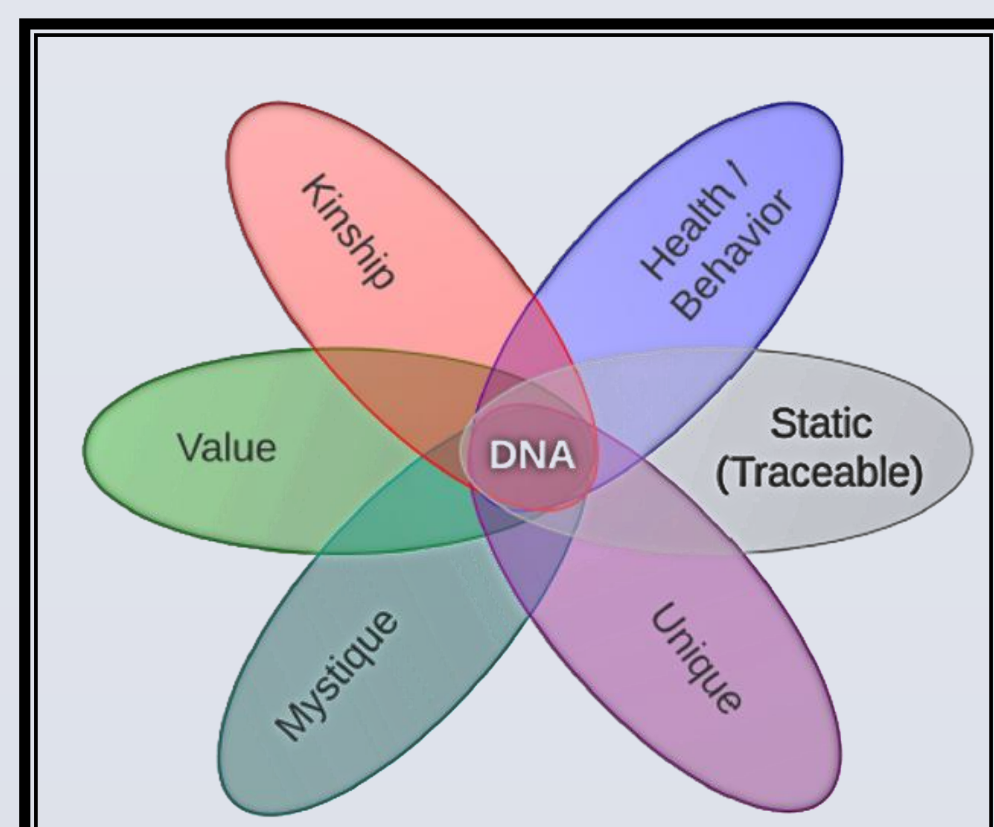 Kinship
Health /
Behavior
Value
DNA
Static
(Traceable)
Mystique
Unique